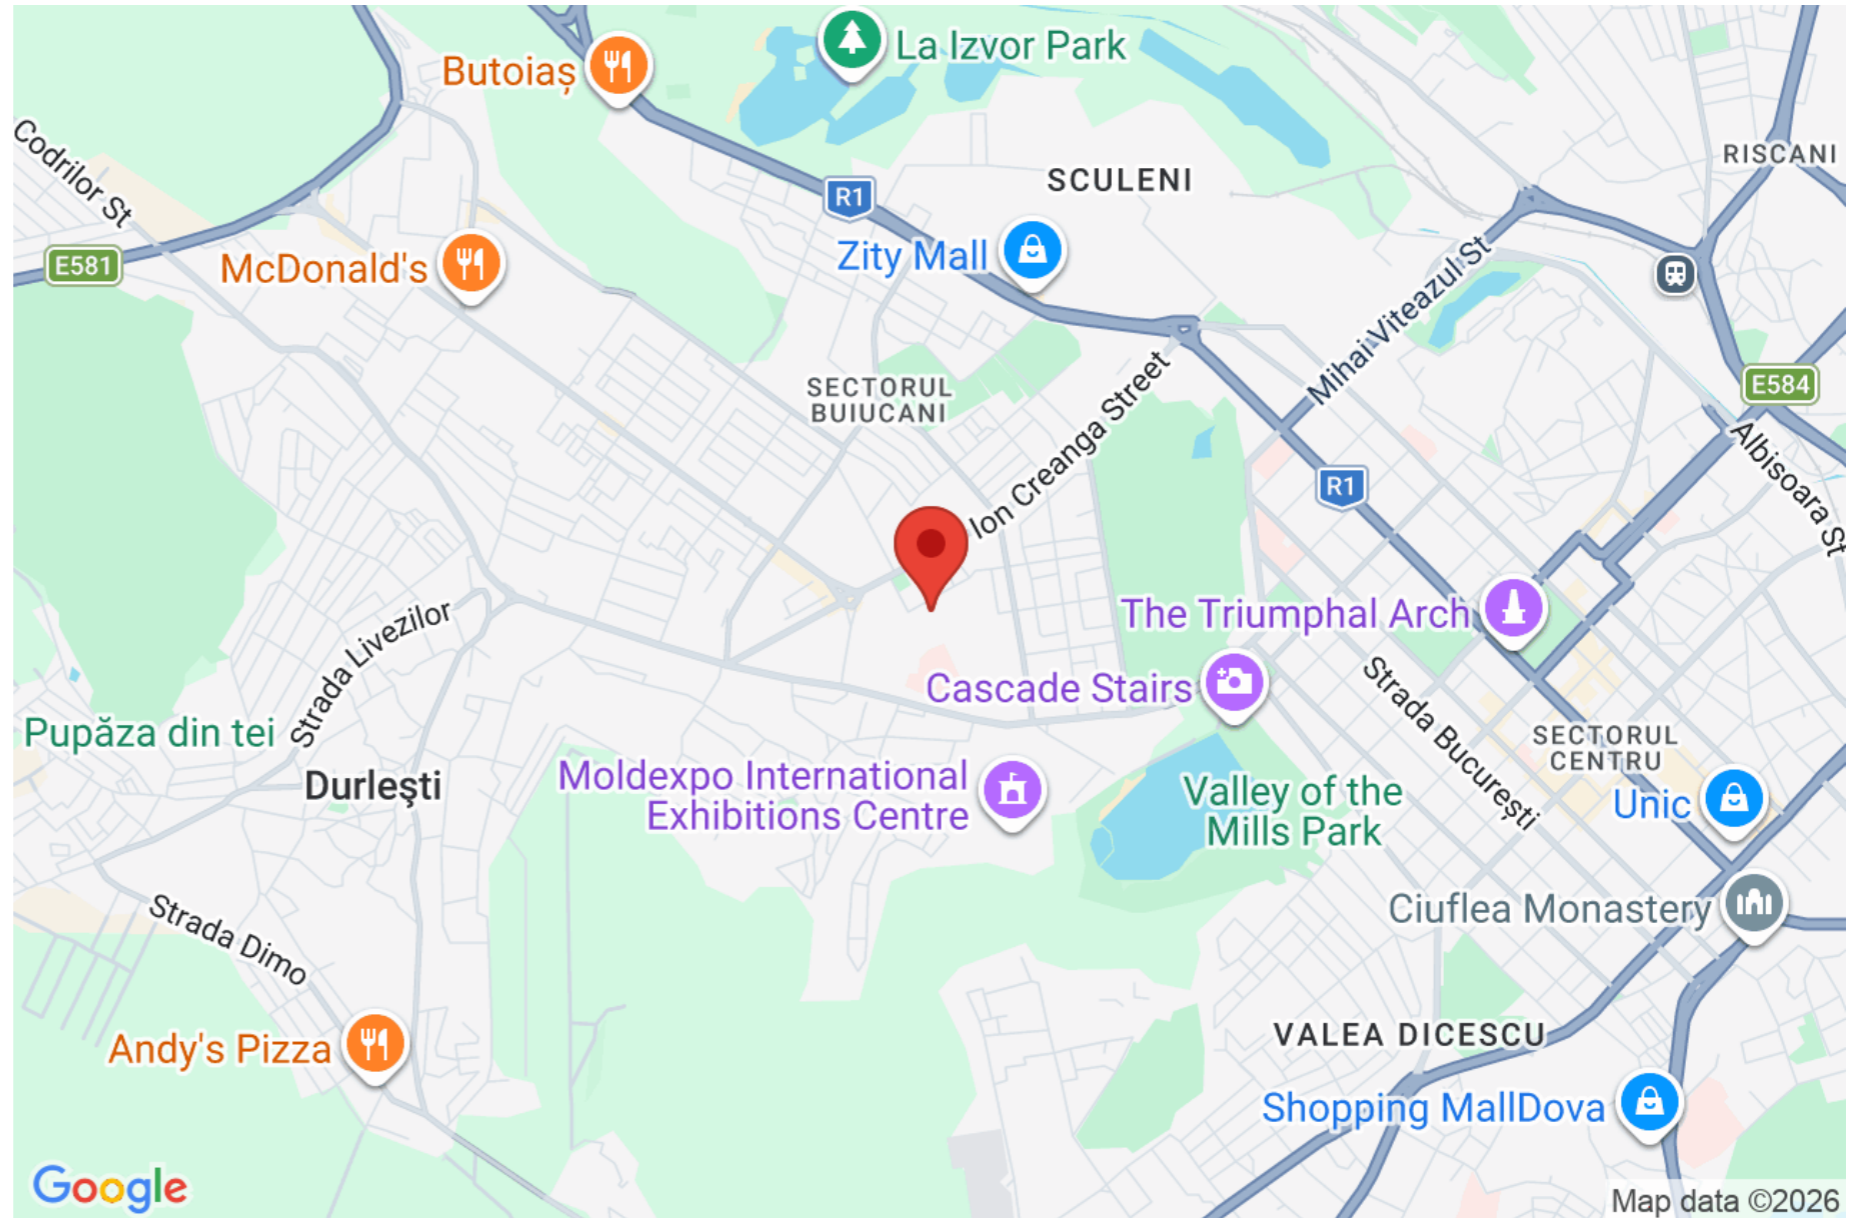 Butoiaș
La Izvor Park
Codrilor St
R1
SCULENI
RISCANI
E581
McDonald's
Zity Mall
Mihai Viteazul St
SECTORUL
BUIUCANI
Ion Creanga Street
E584
Albisoara St
R1
Strada Livezilor
The Triumphal Arch
Cascade Stairs
Strada București
Pupăza din tei
Durleşti
Moldexpo International
Exhibitions Centre
Valley of the
Mills Park
SECTORUL
CENTRU
Unic
Ciuflea Monastery
Strada Dimo
Andy's Pizza
VALEA DICESCU
Shopping MallDova
Google
Map data ©2026